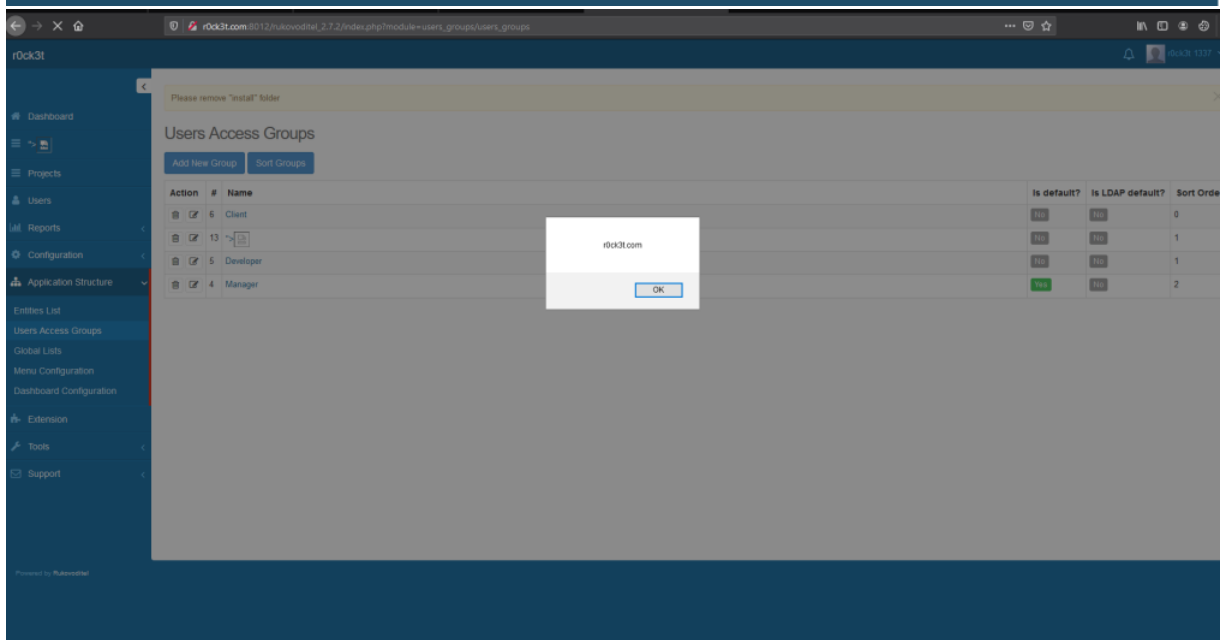 r0ck3t.com:8012/rukovoditel_2.7.2/index.php?module=users_groups/users_groups
r0ck3t
r0ck3t 1337
Please remove "install" folder
Dashboard
">
Projects
Users
Reports
Configuration
Application Structure
Entities List
Users Access Groups
Global Lists
Menu Configuration
Dashboard Configuration
Extension
Tools
Support
Powered by Rukovoditel
Users Access Groups
Add New Group Sort Groups
Action # Name Is default? Is LDAP default? Sort Orde
6 Client No No 0
13 "> No No 1
5 Developer No No 1
4 Manager Yes No 2
r0ck3t.com
OK